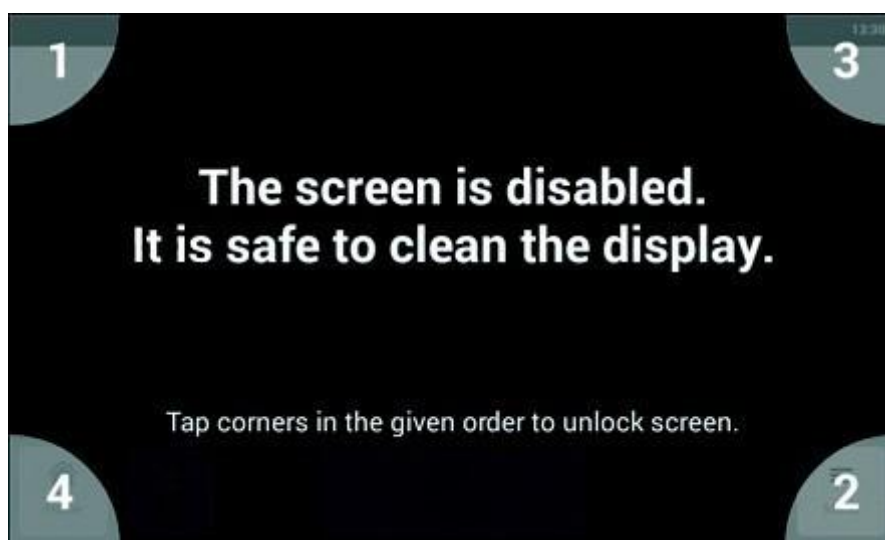 1
3
The screen is disabled.
It is safe to clean the display.
Tap corners in the given order to unlock screen.
4
2